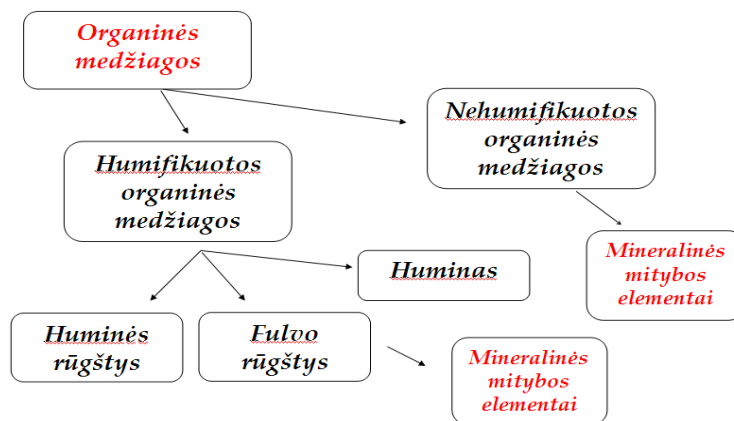 Organinės
medžiagos
Nehumifikuotos
organinės
medžiagos
Humifikuotos
organinės
medžiagos
Mineralinės
mitybos
elementai
Huminas
Huminės
rūgštys
Fulvo
rūgštys
Mineralinės
mitybos
elementai